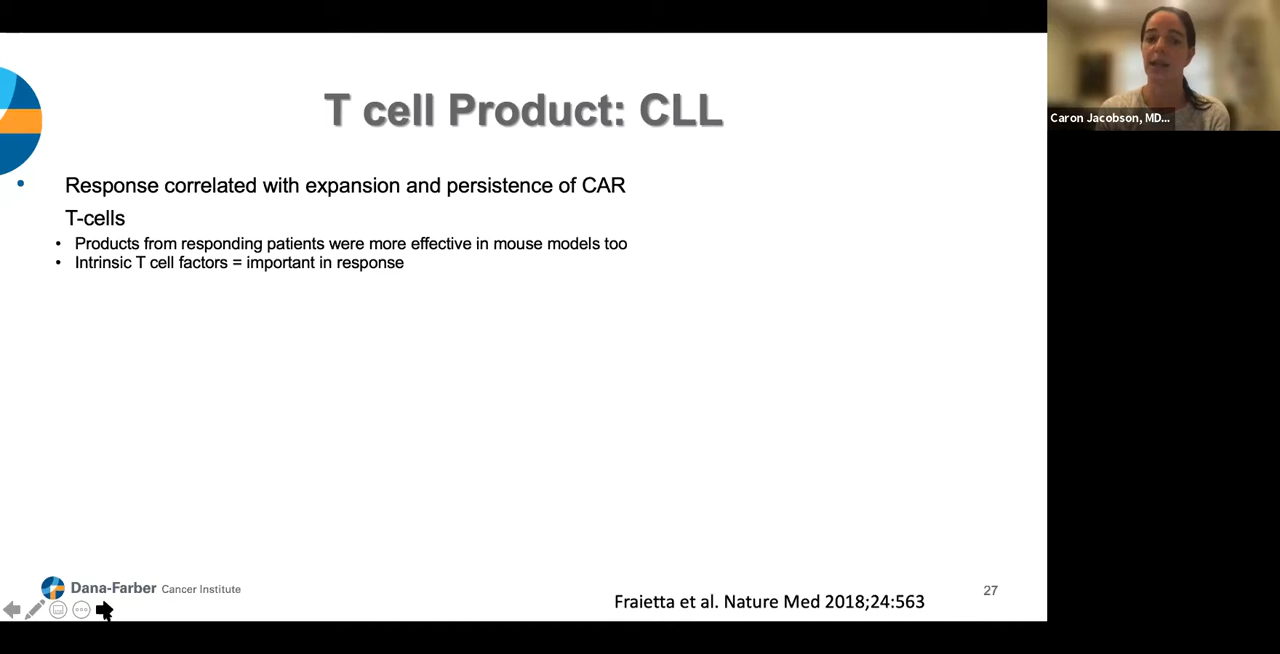 T cell Product: CLL
Caron Jacobson, MD...
• Response correlated with expansion and persistence of CAR
T-cells
• Products from responding patients were more effective in mouse models too
• Intrinsic T cell factors = important in response
Dana-Farber Cancer Institute
Fraietta et al. Nature Med 2018;24:563
27